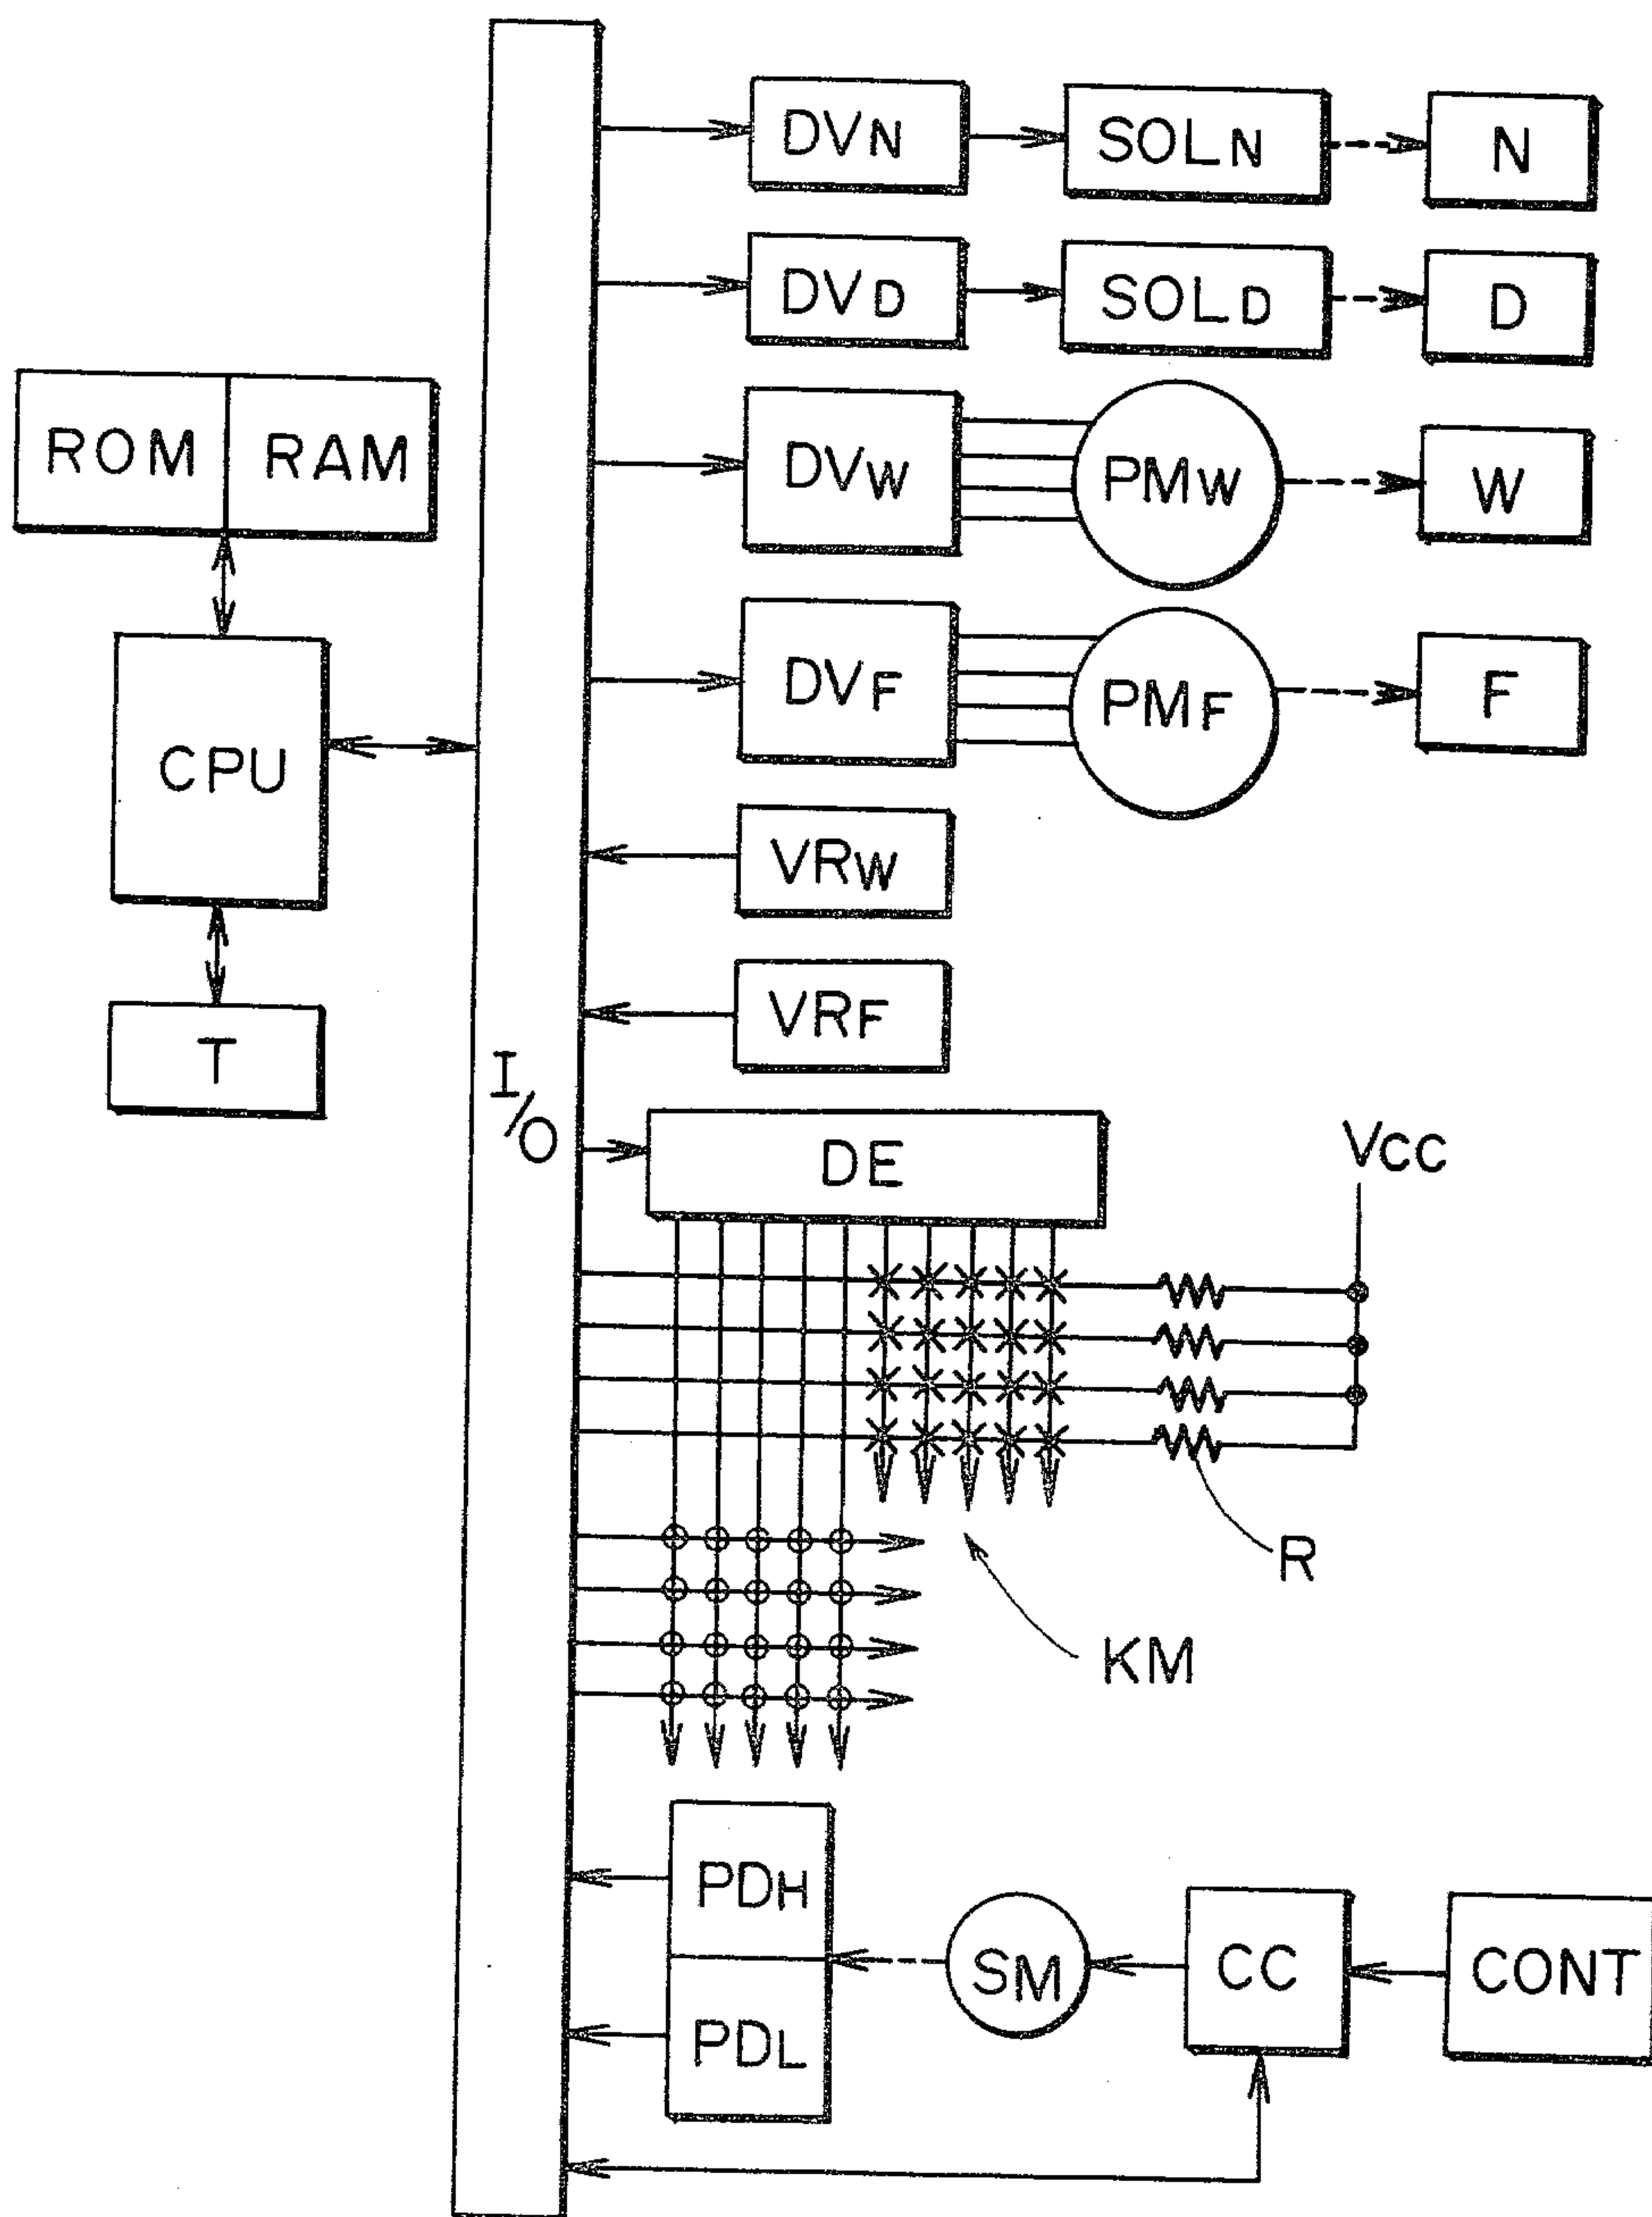 DVN
SOLN
N
DVD
SOLD
D
ROM
RAM
DVW
PMW
W
DVF
PMF
F
CPU
VRW
VRF
T
I/O
DE
VCC
R
KM
PDH
PDL
SM
CC
CONT